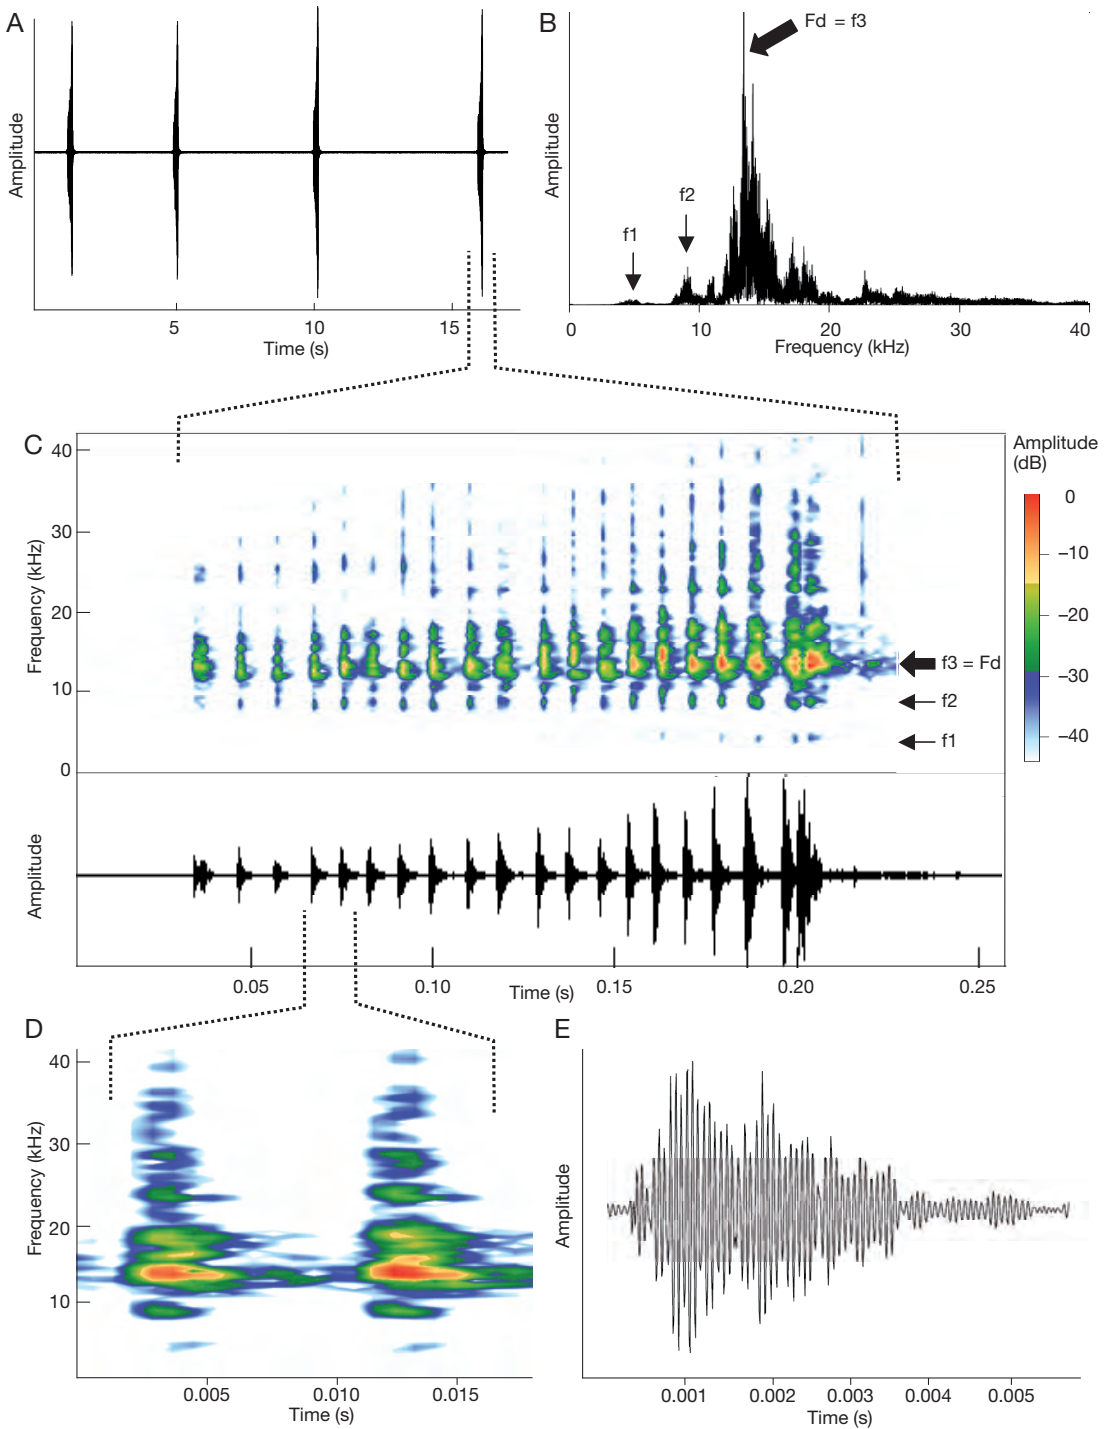 A
Amplitude
5
10
15
Time (s)
B
Amplitude
Fd = f3
f2
f1
0
10
20
30
40
Frequency (kHz)
C
Frequency (kHz)
40
30
20
10
0
f3 = Fd
f2
f1
Amplitude
(dB)
0
–10
–20
–30
–40
Amplitude
0.05
0.10
0.15
0.20
0.25
Time (s)
D
Frequency (kHz)
40
30
20
10
0.005
0.010
0.015
Time (s)
E
Amplitude
0.001
0.002
0.003
0.004
0.005
Time (s)